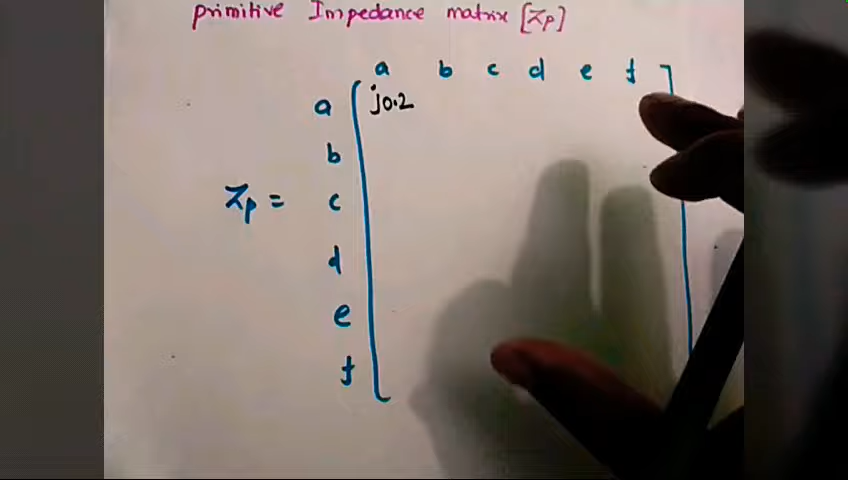 primitive Impedance matrix [Zp]
a b c d e f
a j0.2
b
Zp = c
d
e
f